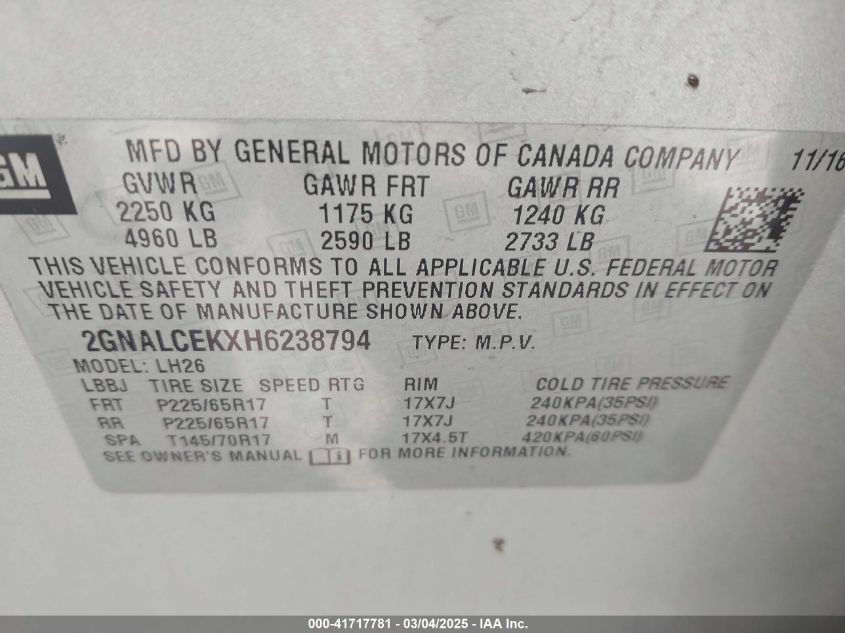 GM
MFD BY GENERAL MOTORS OF CANADA COMPANY 11/16
GVWR GAWR FRT GAWR RR
2250 KG 1175 KG 1240 KG
4960 LB 2590 LB 2733 LB
THIS VEHICLE CONFORMS TO ALL APPLICABLE U.S. FEDERAL MOTOR
VEHICLE SAFETY AND THEFT PREVENTION STANDARDS IN EFFECT ON
THE DATE OF MANUFACTURE SHOWN ABOVE.
2GNALCEKXH6238794 TYPE: M.P.V.
MODEL: LH26
LBBJ TIRE SIZE SPEED RTG RIM COLD TIRE PRESSURE
FRT P225/65R17 T 17X7J 240KPA(35PSI)
RR P225/65R17 T 17X7J 240KPA(35PSI)
SPA T145/70R17 M 17X4.5T 420KPA(60PSI)
SEE OWNER'S MANUAL FOR MORE INFORMATION.
000-41717781 - 03/04/2025 - IAA Inc.